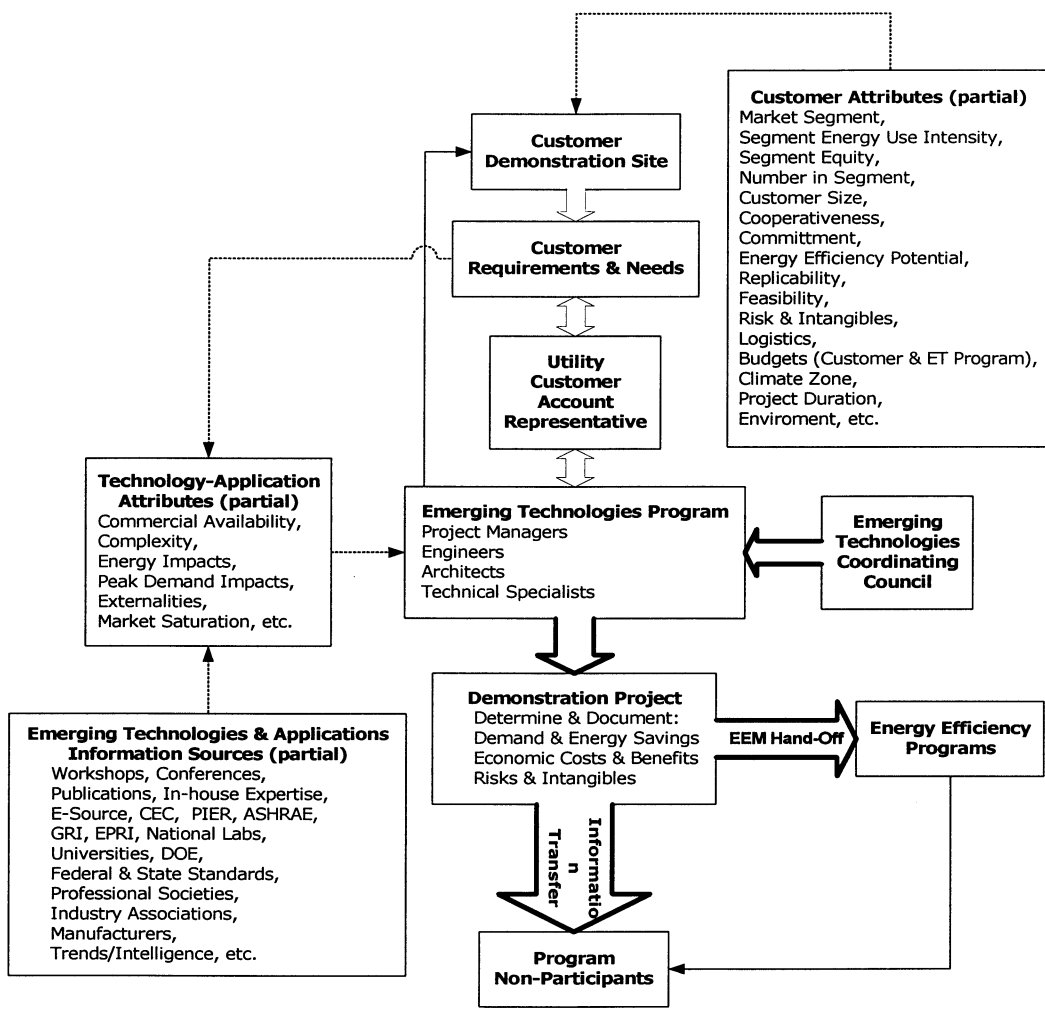 Customer
Demonstration Site
Customer Attributes (partial)
Market Segment,
Segment Energy Use Intensity,
Segment Equity,
Number in Segment,
Customer Size,
Cooperativeness,
Committment,
Energy Efficiency Potential,
Replicability,
Feasibility,
Risk & Intangibles,
Logistics,
Budgets (Customer & ET Program),
Climate Zone,
Project Duration,
Enviroment, etc.
Customer
Requirements & Needs
Utility
Customer
Account
Representative
Technology-Application
Attributes (partial)
Commercial Availability,
Complexity,
Energy Impacts,
Peak Demand Impacts,
Externalities,
Market Saturation, etc.
Emerging Technologies Program
Project Managers
Engineers
Architects
Technical Specialists
Emerging
Technologies
Coordinating
Council
Demonstration Project
Determine & Document:
Demand & Energy Savings
Economic Costs & Benefits
Risks & Intangibles
EEM Hand-Off
Energy Efficiency
Programs
Emerging Technologies & Applications
Information Sources (partial)
Workshops, Conferences,
Publications, In-house Expertise,
E-Source, CEC, PIER, ASHRAE,
GRI, EPRI, National Labs,
Universities, DOE,
Federal & State Standards,
Professional Societies,
Industry Associations,
Manufacturers,
Trends/Intelligence, etc.
Informatio
n
Transfer
Program
Non-Participants